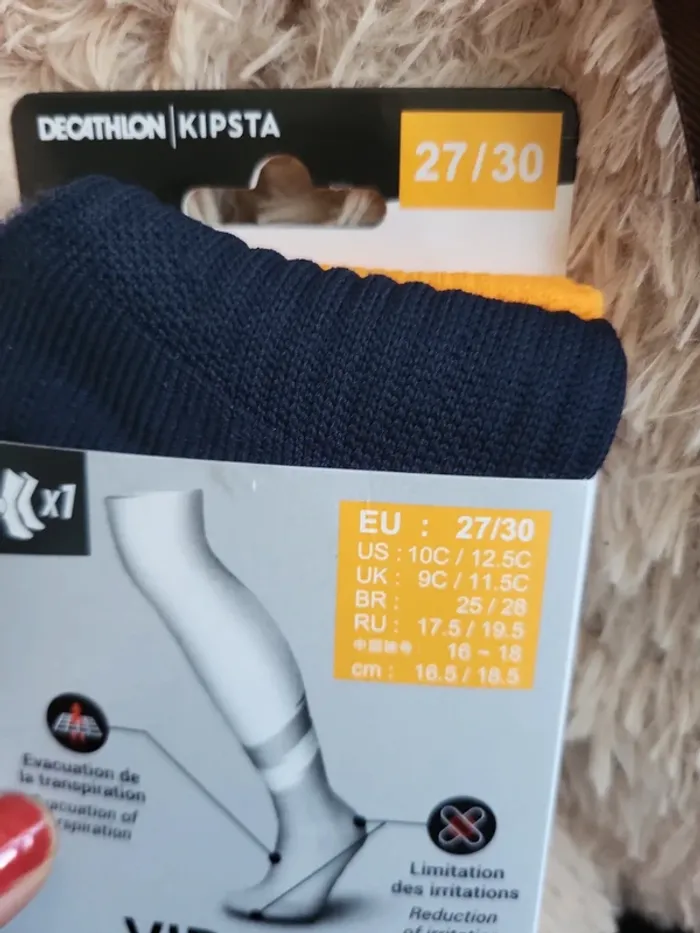 DECATHLON | KIPSTA
27/30
x1
EU : 27/30
US : 10C / 12.5C
UK : 9C / 11.5C
BR : 25 / 28
RU : 17.5 / 19.5
16 ~ 18
cm : 16.5 / 18.5
Evacuation de
la transpiration
Limitation
des irritations
Reduction